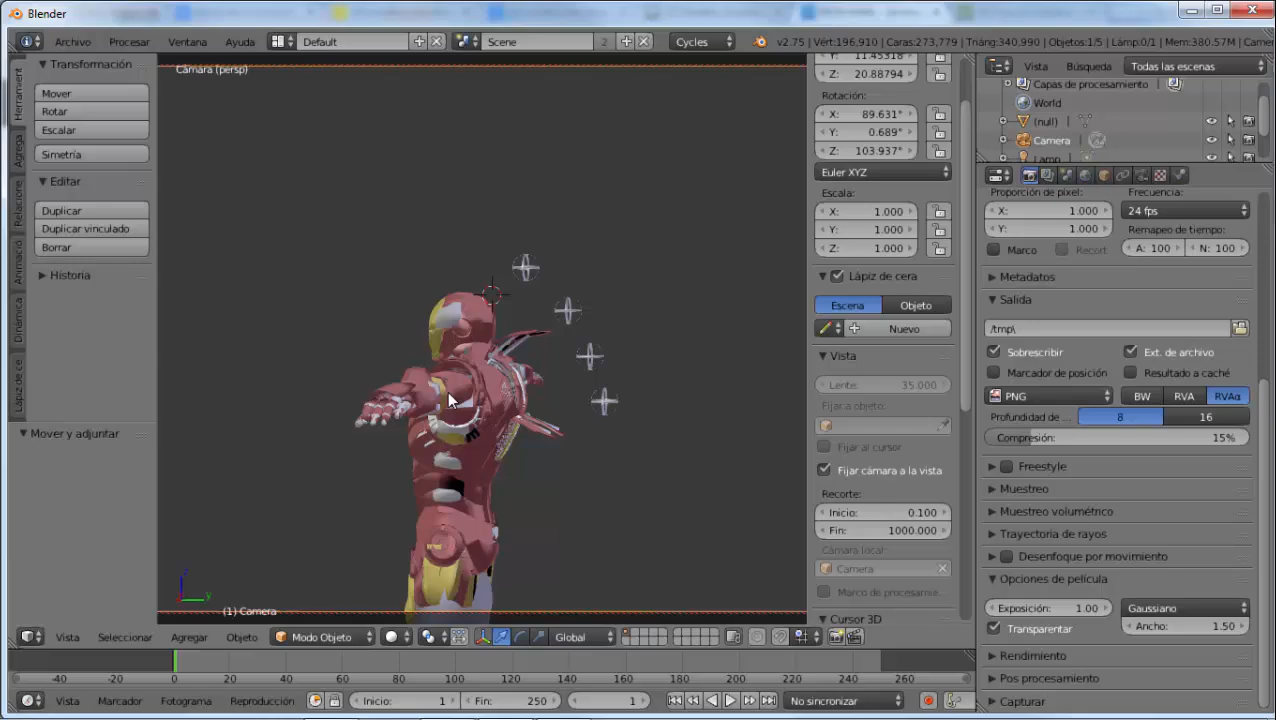 Blender
Archivo Procesar Ventana Ayuda Default Scene 2 Cycles v2.75 | Vért:196,910 | Caras:273,779 | Triáng:340,990 | Objetos:1/5 | Lámp:0/1 | Mem:380.57M | Camer
Herramient
Agrega
Relacione
Animació
Dinámica
Lápiz de ce
Transformación
Mover
Rotar
Escalar
Simetría
Editar
Duplicar
Duplicar vinculado
Borrar
Historia
Mover y adjuntar
Cámara (persp)
(1) Camera
Y: 11.45318
Z: 20.88794
Rotación:
X: 89.631°
Y: 0.689°
Z: 103.937°
Euler XYZ
Escala:
X: 1.000
Y: 1.000
Z: 1.000
Lápiz de cera
Escena Objeto
Nuevo
Vista
Lente: 35.000
Fijar a objeto:
Fijar al cursor
Fijar cámara a la vista
Recorte:
Inicio: 0.100
Fin: 1000.000
Cámara local:
Camera
Marco de procesamie...
Cursor 3D
Vista Búsqueda Todas las escenas
Capas de procesamiento
World
(null)
Camera
Lamp
Proporción de píxel: Frecuencia:
X: 1.000 24 fps
Y: 1.000 Remapeo de tiempo:
Marco Recort A: 100 N: 100
Metadatos
Salida
/tmp\
Sobrescribir Ext. de archivo
Marcador de posición Resultado a caché
PNG BW RVA RVAα
Profundidad de ... 8 16
Compresión: 15%
Freestyle
Muestreo
Muestreo volumétrico
Trayectoria de rayos
Desenfoque por movimiento
Opciones de película
Exposición: 1.00 Gaussiano
Transparentar Ancho: 1.50
Rendimiento
Pos procesamiento
Capturar
Vista Seleccionar Agregar Objeto Modo Objeto Global
-40 -20 0 20 40 60 80 100 120 140 160 180 200 220 240 260
Vista Marcador Fotograma Reproducción Inicio: 1 Fin: 250 1 No sincronizar